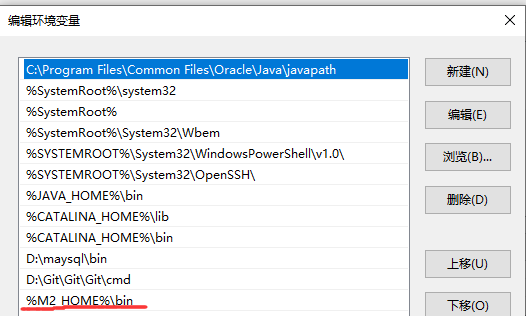 编辑环境变量
C:\Program Files\Common Files\Oracle\Java\javapath
新建(N)
%SystemRoot%\system32
%SystemRoot%
编辑(E)
%SystemRoot%\System32\Wbem
%SYSTEMROOT%\System32\WindowsPowerShell\v1.0\
浏览(B)...
%SYSTEMROOT%\System32\OpenSSH\
%JAVA_HOME%\bin
删除(D)
%CATALINA_HOME%\lib
%CATALINA_HOME%\bin
D:\maysql\bin
上移(U)
D:\Git\Git\Git\cmd
%M2_HOME%\bin
下移(O)